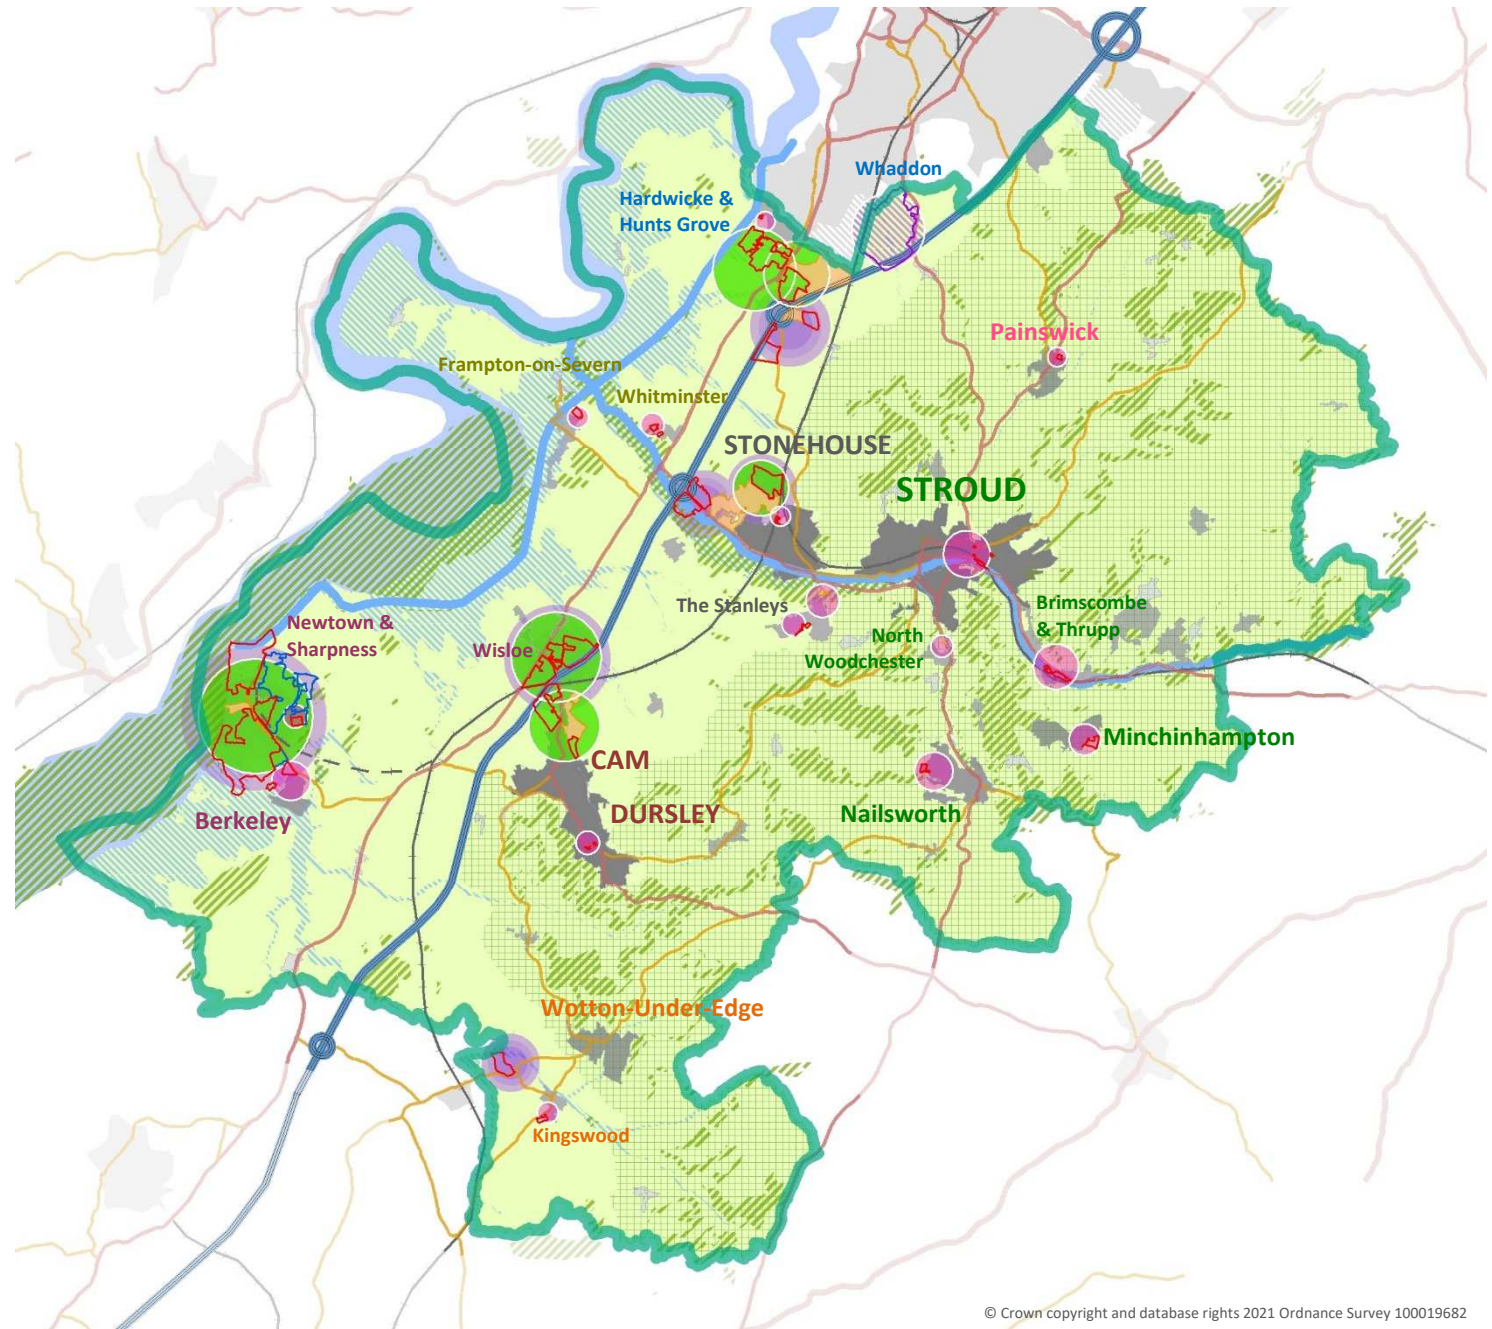 Whaddon
Hardwicke &
Hunts Grove
Painswick
Frampton-on-Severn
Whitminster
STONEHOUSE
STROUD
The Stanleys
Brimscombe
& Thrupp
Newtown &
Sharpness
North
Woodchester
Wisloe
Minchinhampton
CAM
DURSLEY
Nailsworth
Berkeley
Wotton-Under-Edge
Kingswood
© Crown copyright and database rights 2021 Ordnance Survey 100019682